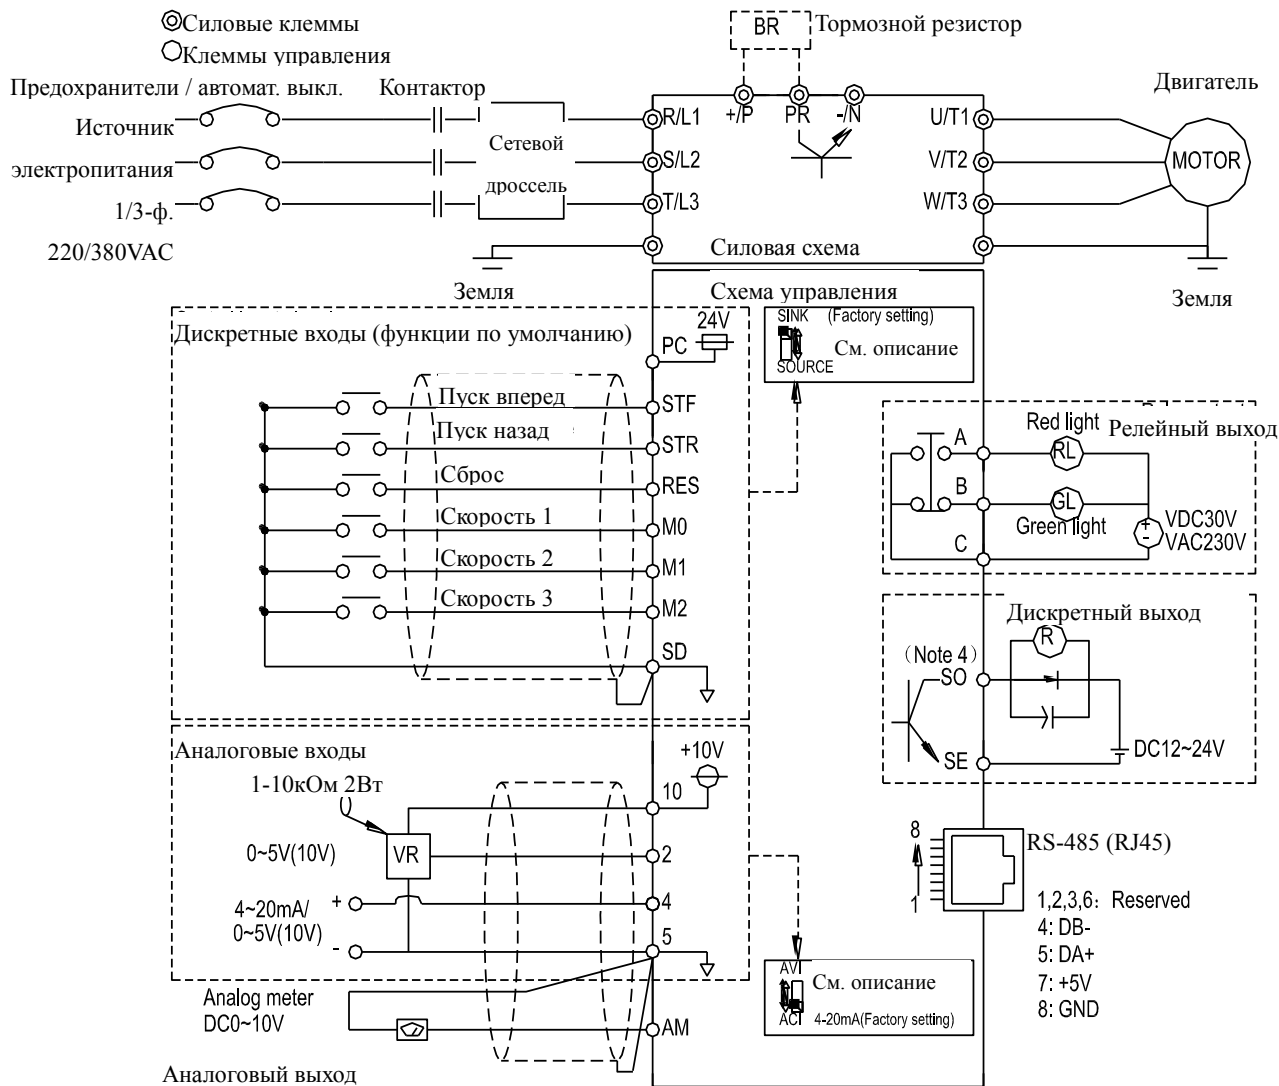 Силовые клеммы
Клеммы управления
BR
Тормозной резистор
Предохранители / автомат. выкл.
Контактор
Двигатель
Источник
электропитания
1/3-ф.
220/380VAC
Сетевой
дроссель
R/L1
S/L2
T/L3
+/P
PR
-/N
U/T1
V/T2
W/T3
MOTOR
Силовая схема
Земля
Земля
Схема управления
Дискретные входы (функции по умолчанию)
24V
PC
SINK (Factory setting)
См. описание
SOURCE
Пуск вперед
STF
Пуск назад
STR
Сброс
RES
Скорость 1
M0
Скорость 2
M1
Скорость 3
M2
SD
Red light
Релейный выход
A
RL
B
GL
Green light
C
+
-
VDC30V
VAC230V
Дискретный выход
R
(Note 4)
SO
SE
DC12~24V
Аналоговые входы
1-10кОм 2Вт
+10V
10
VR
0~5V(10V)
2
4~20mA/
0~5V(10V)
+
-
4
5
8
1
RS-485 (RJ45)
1,2,3,6: Reserved
4: DB-
5: DA+
7: +5V
8: GND
AVI
См. описание
ACI
4-20mA(Factory setting)
Analog meter
DC0~10V
AM
Аналоговый выход